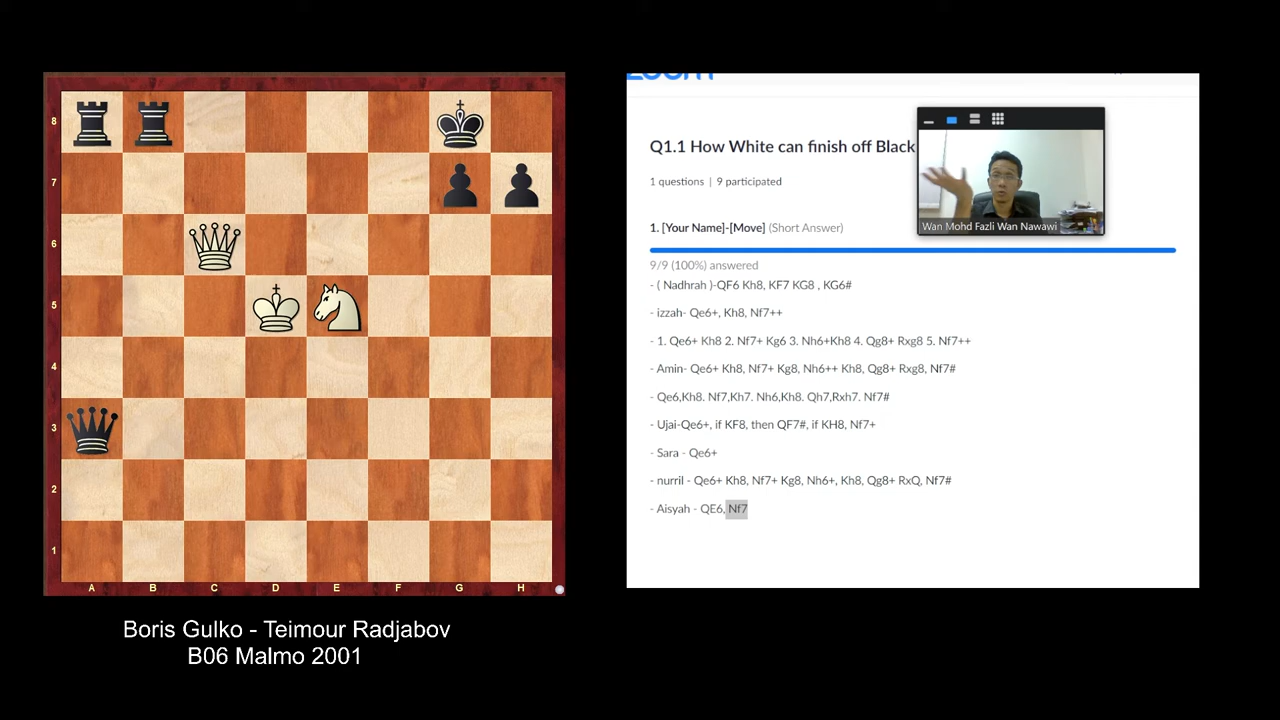 zoom
Q1.1 How White can finish off Black
1 questions | 9 participated
Wan Mohd Fazli Wan Nawawi
1. [Your Name]-[Move] (Short Answer)
9/9 (100%) answered
- ( Nadhrah )-QF6 Kh8, KF7 KG8 , KG6#
- izzah- Qe6+, Kh8, Nf7++
- 1. Qe6+ Kh8 2. Nf7+ Kg6 3. Nh6+Kh8 4. Qg8+ Rxg8 5. Nf7++
- Amin- Qe6+ Kh8, Nf7+ Kg8, Nh6++ Kh8, Qg8+ Rxg8, Nf7#
- Qe6,Kh8. Nf7,Kh7. Nh6,Kh8. Qh7,Rxh7. Nf7#
- Ujai-Qe6+, if KF8, then QF7#, if KH8, Nf7+
- Sara - Qe6+
- nurril - Qe6+ Kh8, Nf7+ Kg8, Nh6+, Kh8, Qg8+ RxQ, Nf7#
- Aisyah - QE6, Nf7
8
7
6
5
4
3
2
1
A B C D E F G H
Boris Gulko - Teimour Radjabov
B06 Malmo 2001